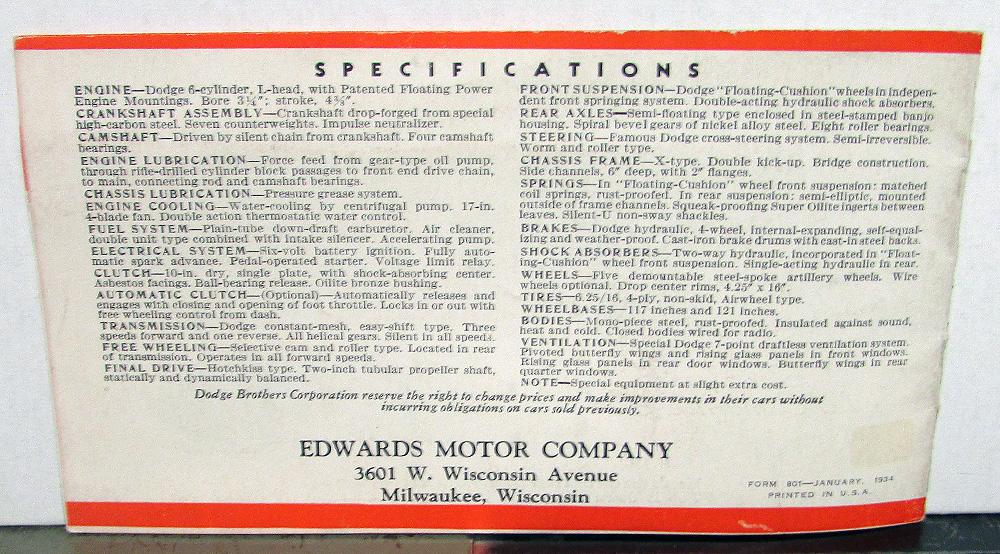 SPECIFICATIONS
ENGINE—Dodge 6-cylinder, L-head, with Patented Floating Power
Engine Mountings. Bore 3¼"; stroke, 4⅜".
CRANKSHAFT ASSEMBLY—Crankshaft drop-forged from special
high-carbon steel. Seven counterweights. Impulse neutralizer.
CAMSHAFT—Driven by silent chain from crankshaft. Four camshaft
bearings.
ENGINE LUBRICATION—Force feed from gear-type oil pump,
through rifle-drilled cylinder block passages to front end drive chain,
to main, connecting rod and camshaft bearings.
CHASSIS LUBRICATION—Pressure grease system.
ENGINE COOLING—Water-cooling by centrifugal pump. 17-in.
4-blade fan. Double action thermostatic water control.
FUEL SYSTEM—Plain-tube down-draft carburetor. Air cleaner,
double unit type combined with intake silencer. Accelerating pump.
ELECTRICAL SYSTEM—Six-volt battery ignition. Fully auto-
matic spark advance. Pedal-operated starter. Voltage limit relay.
CLUTCH—10-in. dry, single plate, with shock-absorbing center.
Asbestos facings. Ball-bearing release. Oilite bronze bushing.
AUTOMATIC CLUTCH—(Optional)—Automatically releases and
engages with closing and opening of foot throttle. Locks in or out with
free wheeling control from dash.
TRANSMISSION—Dodge constant-mesh, easy-shift type. Three
speeds forward and one reverse. All helical gears. Silent in all speeds.
FREE WHEELING—Selective cam and roller type. Located in rear
of transmission. Operates in all forward speeds.
FINAL DRIVE—Hotchkiss type. Two-inch tubular propeller shaft,
statically and dynamically balanced.
FRONT SUSPENSION—Dodge "Floating-Cushion" wheels in indepen-
dent front springing system. Double-acting hydraulic shock absorbers.
REAR AXLES—Semi-floating type enclosed in steel-stamped banjo
housing. Spiral bevel gears of nickel alloy steel. Eight roller bearings.
STEERING—Famous Dodge cross-steering system. Semi-irreversible.
Worm and roller type.
CHASSIS FRAME—X-type. Double kick-up. Bridge construction.
Side channels, 6" deep, with 2" flanges.
SPRINGS—In "Floating-Cushion" wheel front suspension: matched
coil springs, rust-proofed. In rear suspension: semi-elliptic, mounted
outside of frame channels. Squeak-proofing Super Oilite inserts between
leaves. Silent-U non-sway shackles.
BRAKES—Dodge hydraulic, 4-wheel, internal-expanding, self-equal-
izing and weather-proof. Cast-iron brake drums with cast-in steel backs.
SHOCK ABSORBERS—Two-way hydraulic, incorporated in "Float-
ing-Cushion" wheel front suspension. Single-acting hydraulic in rear.
WHEELS—Five demountable steel-spoke artillery wheels. Wire
wheels optional. Drop center rims, 4.25" x 16".
TIRES—6.25/16, 4-ply, non-skid, Airwheel type.
WHEELBASES—117 inches and 121 inches.
BODIES—Mono-piece steel, rust-proofed. Insulated against sound,
heat and cold. Closed bodies wired for radio.
VENTILATION—Special Dodge 7-point draftless ventilation system.
Pivoted butterfly wings and rising glass panels in front windows.
Rising glass panels in rear door windows. Butterfly wings in rear
quarter windows.
NOTE—Special equipment at slight extra cost.
Dodge Brothers Corporation reserve the right to change prices and make improvements in their cars without
incurring obligations on cars sold previously.
EDWARDS MOTOR COMPANY
3601 W. Wisconsin Avenue
Milwaukee, Wisconsin
FORM 801—JANUARY, 1934
PRINTED IN U.S.A.